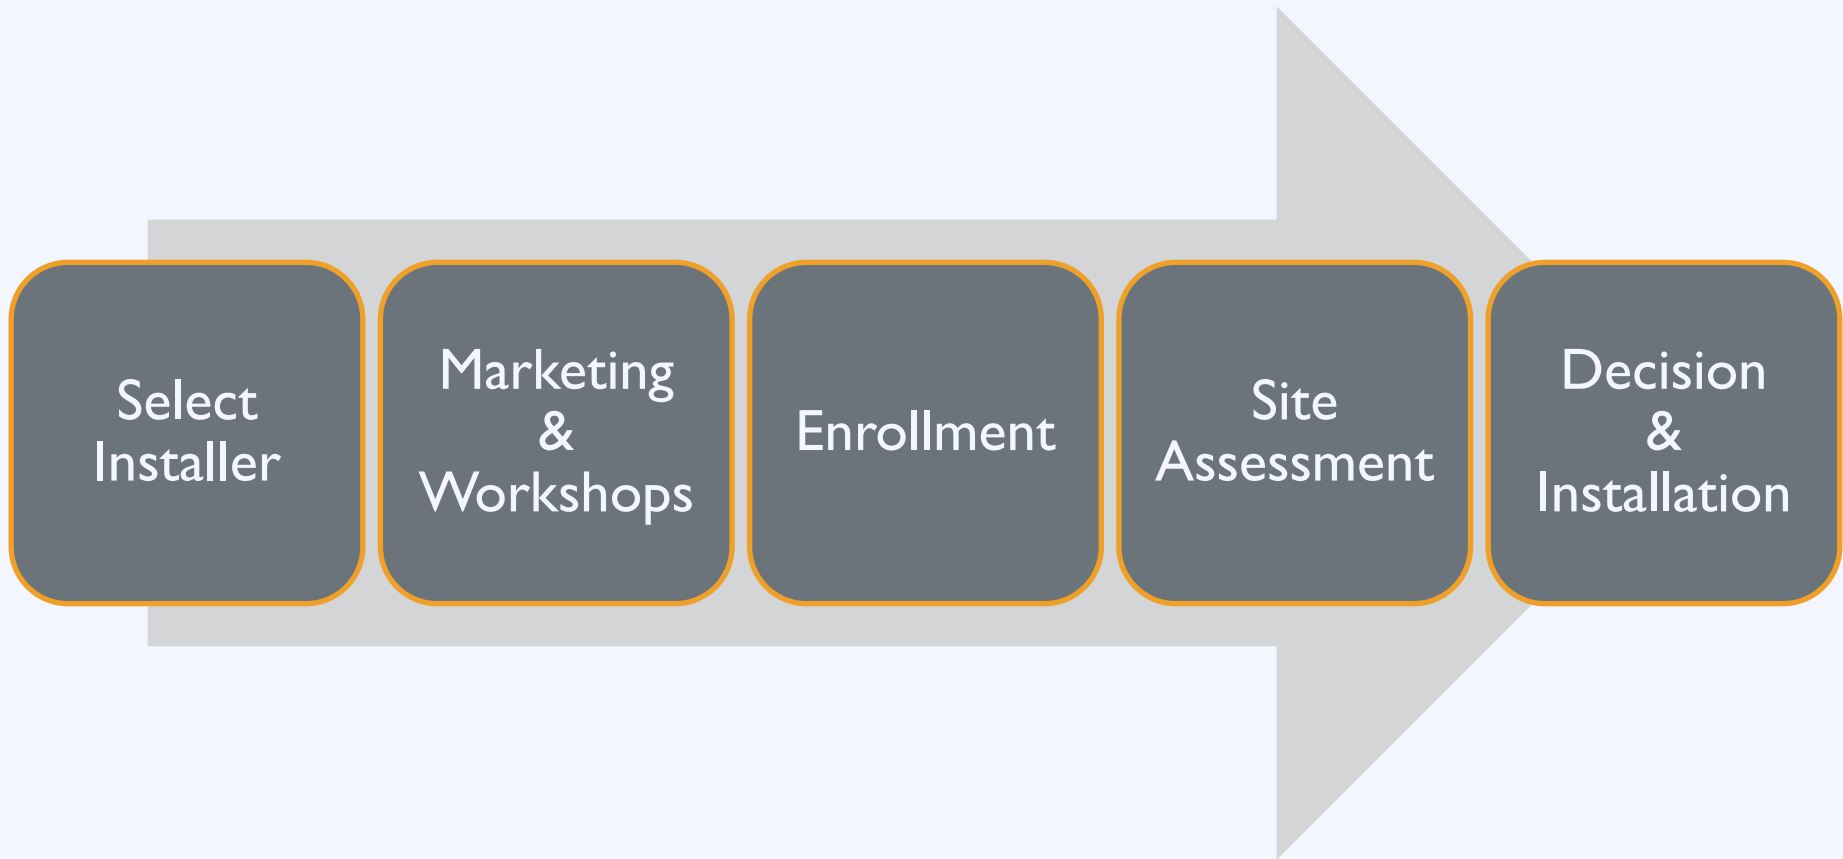 Select
Installer
Marketing
&
Workshops
Enrollment
Site
Assessment
Decision
&
Installation